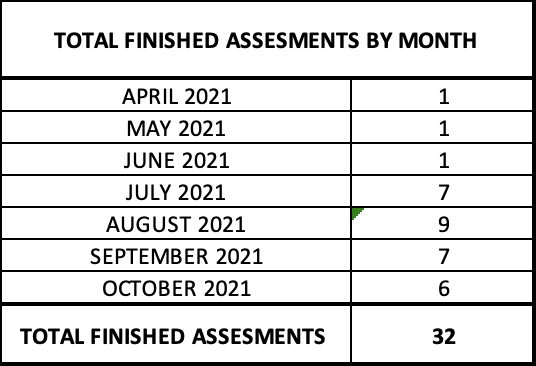 TOTAL FINISHED ASSESMENTS BY MONTH
APRIL 2021 1
MAY 2021 1
JUNE 2021 1
JULY 2021 7
AUGUST 2021 9
SEPTEMBER 2021 7
OCTOBER 2021 6
TOTAL FINISHED ASSESMENTS 32